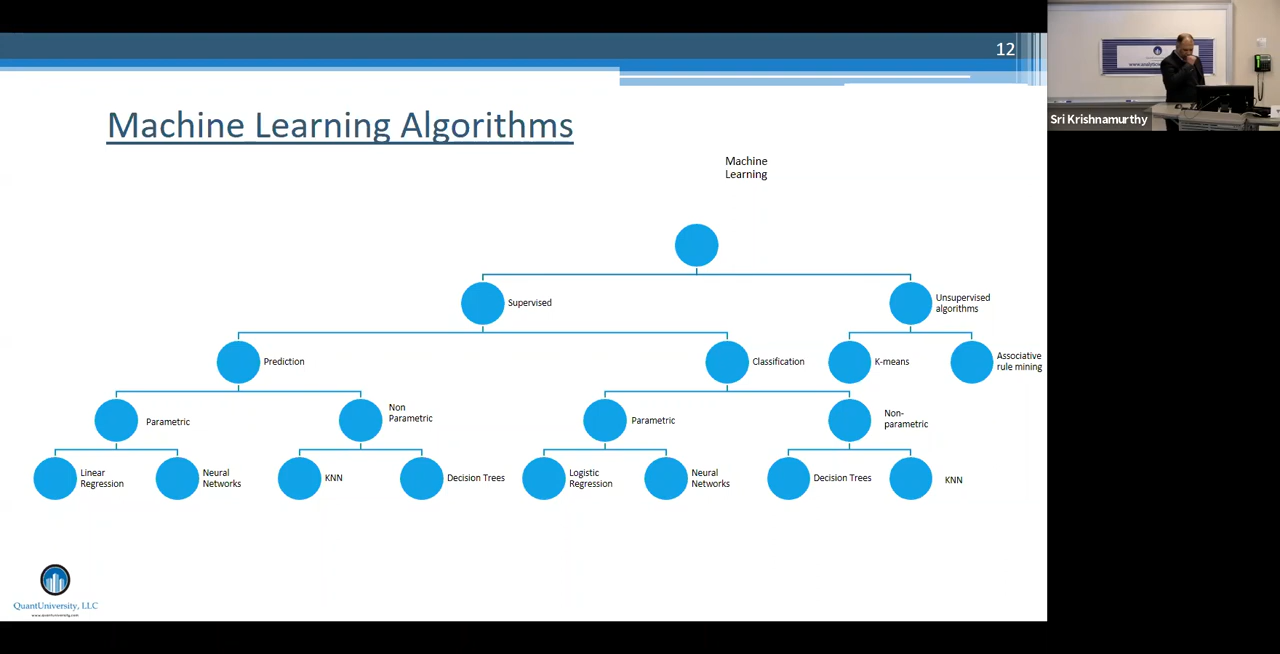 12
Machine Learning Algorithms
Machine
Learning
Supervised
Unsupervised
algorithms
Prediction
Classification
K-means
Associative
rule mining
Parametric
Non
Parametric
Parametric
Non-
parametric
Linear
Regression
Neural
Networks
KNN
Decision Trees
Logistic
Regression
Neural
Networks
Decision Trees
KNN
QuantUniversity, LLC
www.quantuniversity.com
Sri Krishnamurthy